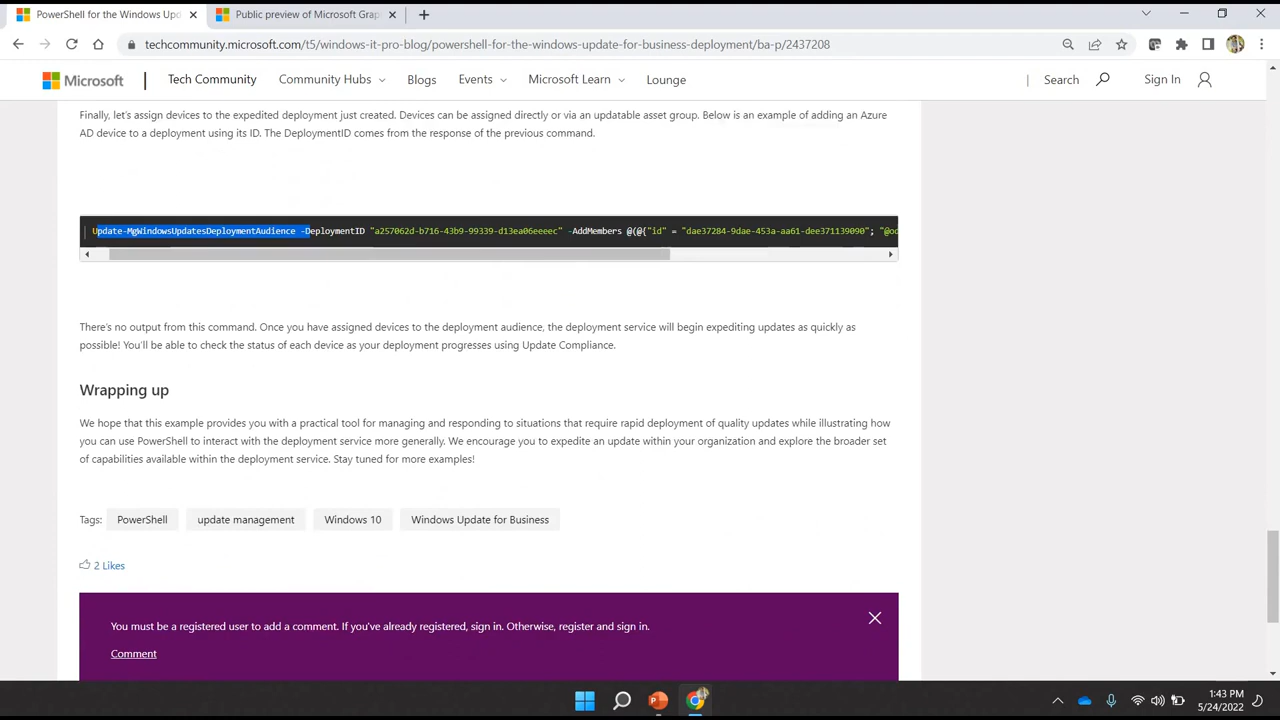 PowerShell for the Windows Upd
Public preview of Microsoft Grap
techcommunity.microsoft.com/t5/windows-it-pro-blog/powershell-for-the-windows-update-for-business-deployment/ba-p/2437208
Microsoft
Tech Community
Community Hubs
Blogs
Events
Microsoft Learn
Lounge
Search
Sign In
Finally, let's assign devices to the expedited deployment just created. Devices can be assigned directly or via an updatable asset group. Below is an example of adding an Azure
AD device to a deployment using its ID. The DeploymentID comes from the response of the previous command.
Update-MgWindowsUpdatesDeploymentAudience -DeploymentID "a257062d-b716-43b9-99339-d13ea06eeeec" -AddMembers @(@{"id" = "dae37284-9dae-453a-aa61-dee371139090"; "@od
There's no output from this command. Once you have assigned devices to the deployment audience, the deployment service will begin expediting updates as quickly as
possible! You'll be able to check the status of each device as your deployment progresses using Update Compliance.
Wrapping up
We hope that this example provides you with a practical tool for managing and responding to situations that require rapid deployment of quality updates while illustrating how
you can use PowerShell to interact with the deployment service more generally. We encourage you to expedite an update within your organization and explore the broader set
of capabilities available within the deployment service. Stay tuned for more examples!
Tags:
PowerShell
update management
Windows 10
Windows Update for Business
2 Likes
You must be a registered user to add a comment. If you've already registered, sign in. Otherwise, register and sign in.
Comment
1:43 PM
5/24/2022